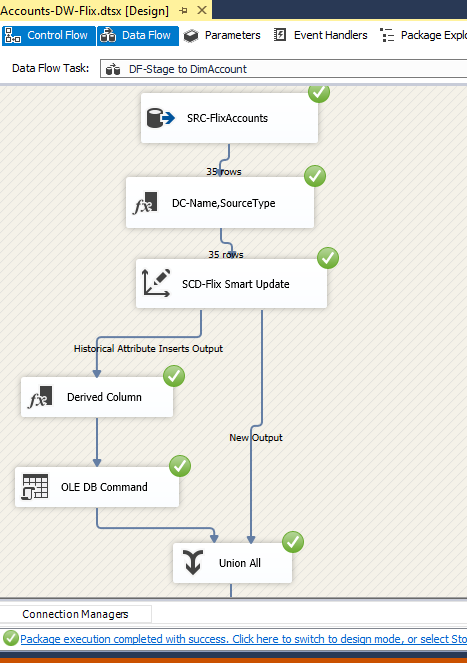 Accounts-DW-Flix.dtsx [Design]
Control Flow Data Flow Parameters Event Handlers Package Explo
Data Flow Task: DF-Stage to DimAccount
SRC-FlixAccounts
35 rows
DC-Name,SourceType
35 rows
SCD-Flix Smart Update
Historical Attribute Inserts Output
Derived Column
New Output
OLE DB Command
Union All
Connection Managers
Package execution completed with success. Click here to switch to design mode, or select Sto